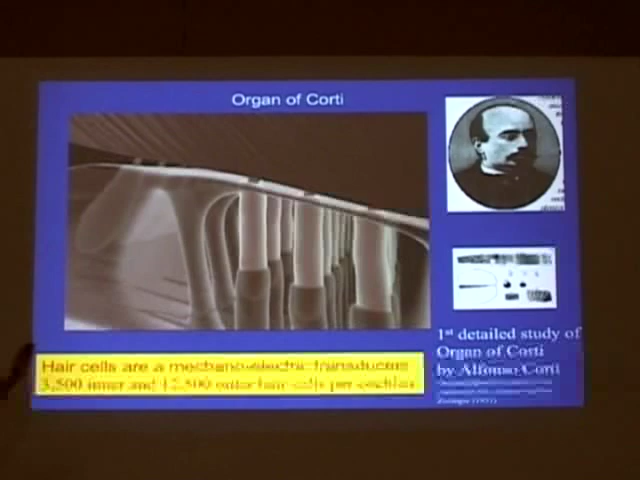 Organ of Corti
1st detailed study of
Organ of Corti
by Alfonso Corti
Hair cells are a mechano-electric transducer
3,500 inner and 12,500 outer hair cells per cochlea